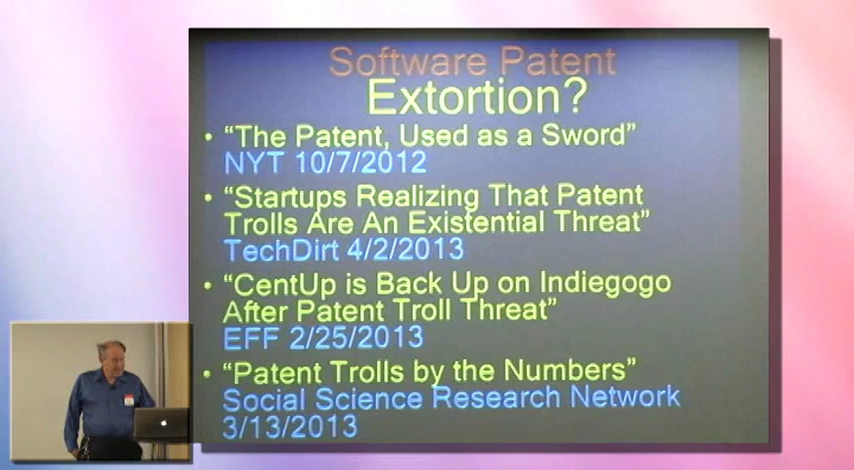 Software Patent
Extortion?
• “The Patent, Used as a Sword”
NYT 10/7/2012
• “Startups Realizing That Patent
Trolls Are An Existential Threat”
TechDirt 4/2/2013
• “CentUp is Back Up on Indiegogo
After Patent Troll Threat”
EFF 2/25/2013
• “Patent Trolls by the Numbers”
Social Science Research Network
3/13/2013